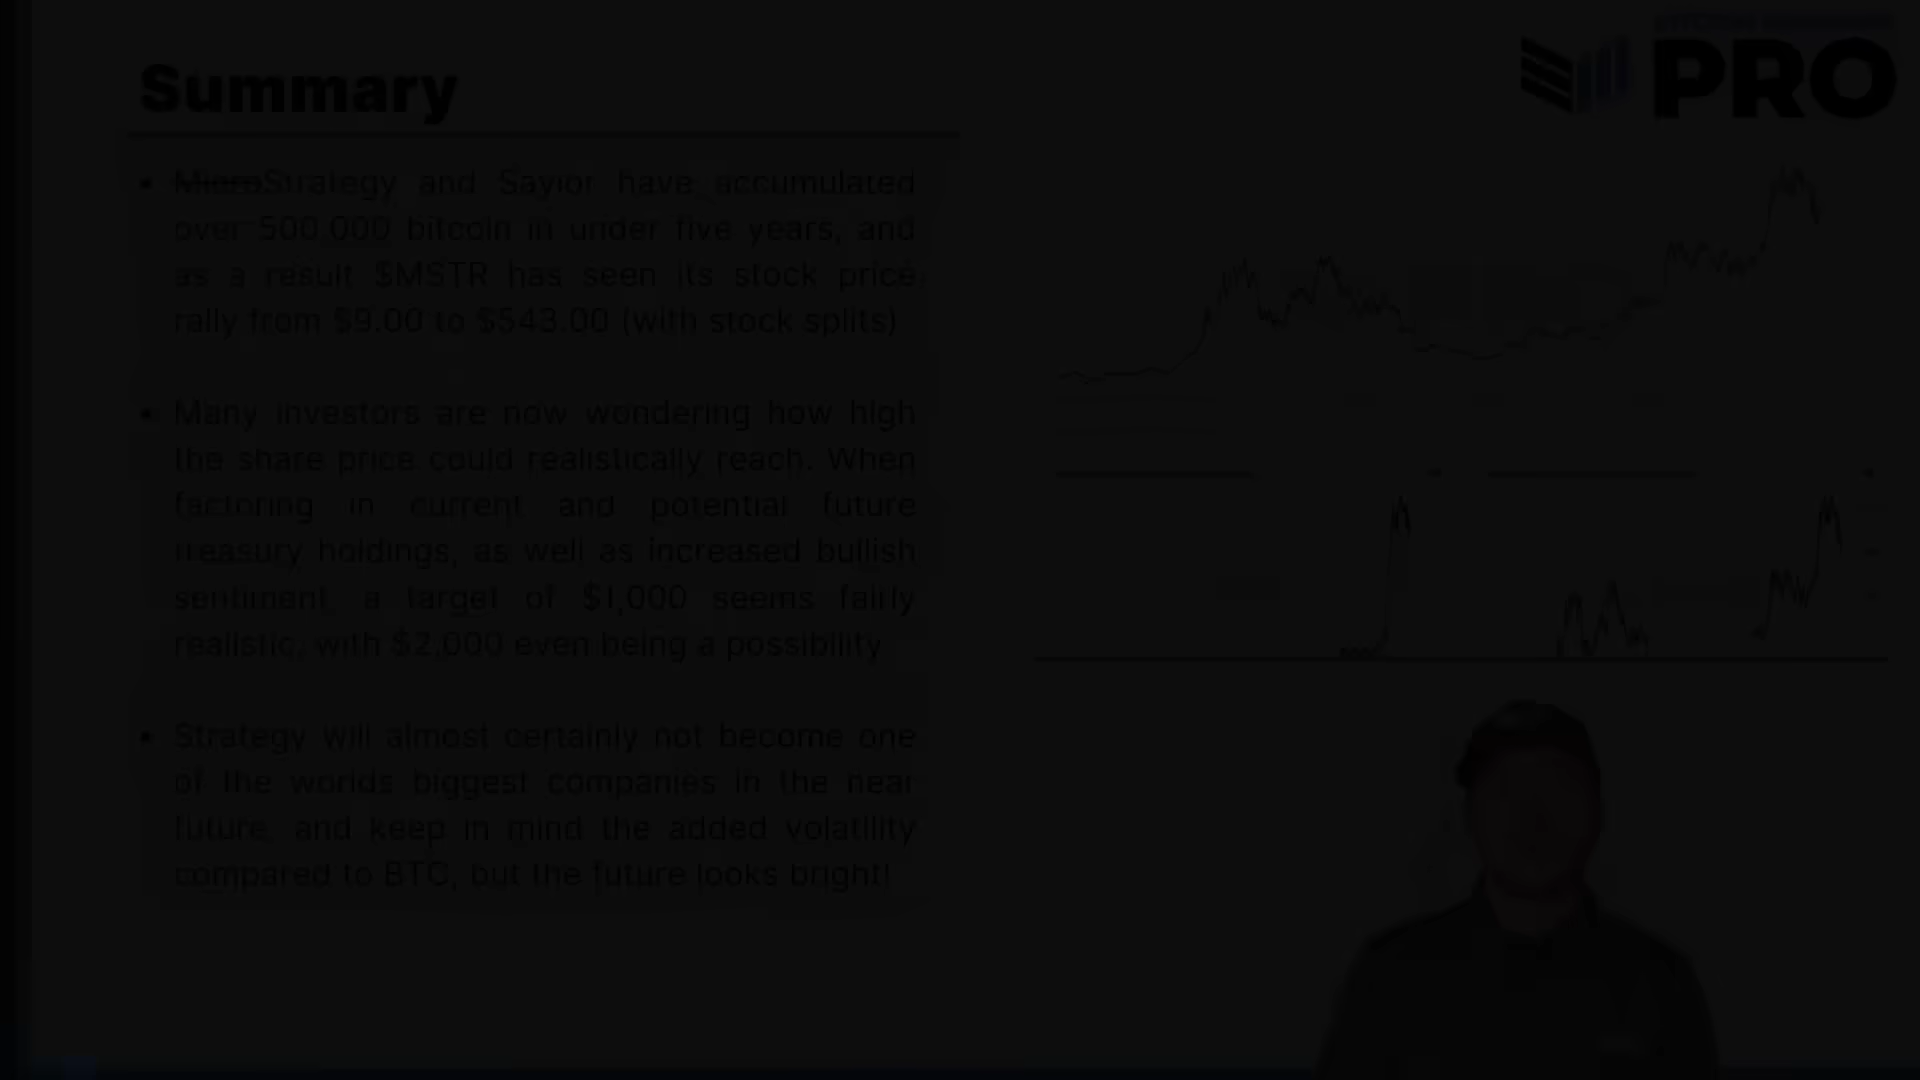 Summary
PRO
• MicroStrategy and Saylor have accumulated
over 500,000 bitcoin in under five years, and
as a result $MSTR has seen its stock price
rally from $9.00 to $543.00 (with stock splits)
• Many investors are now wondering how high
the share price could realistically reach. When
factoring in current and potential future
treasury holdings, as well as increased bullish
sentiment, a target of $1,000 seems fairly
realistic, with $2,000 even being a possibility
• Strategy will almost certainly not become one
of the worlds biggest companies in the near
future, and keep in mind the added volatility
compared to BTC, but the future looks bright!